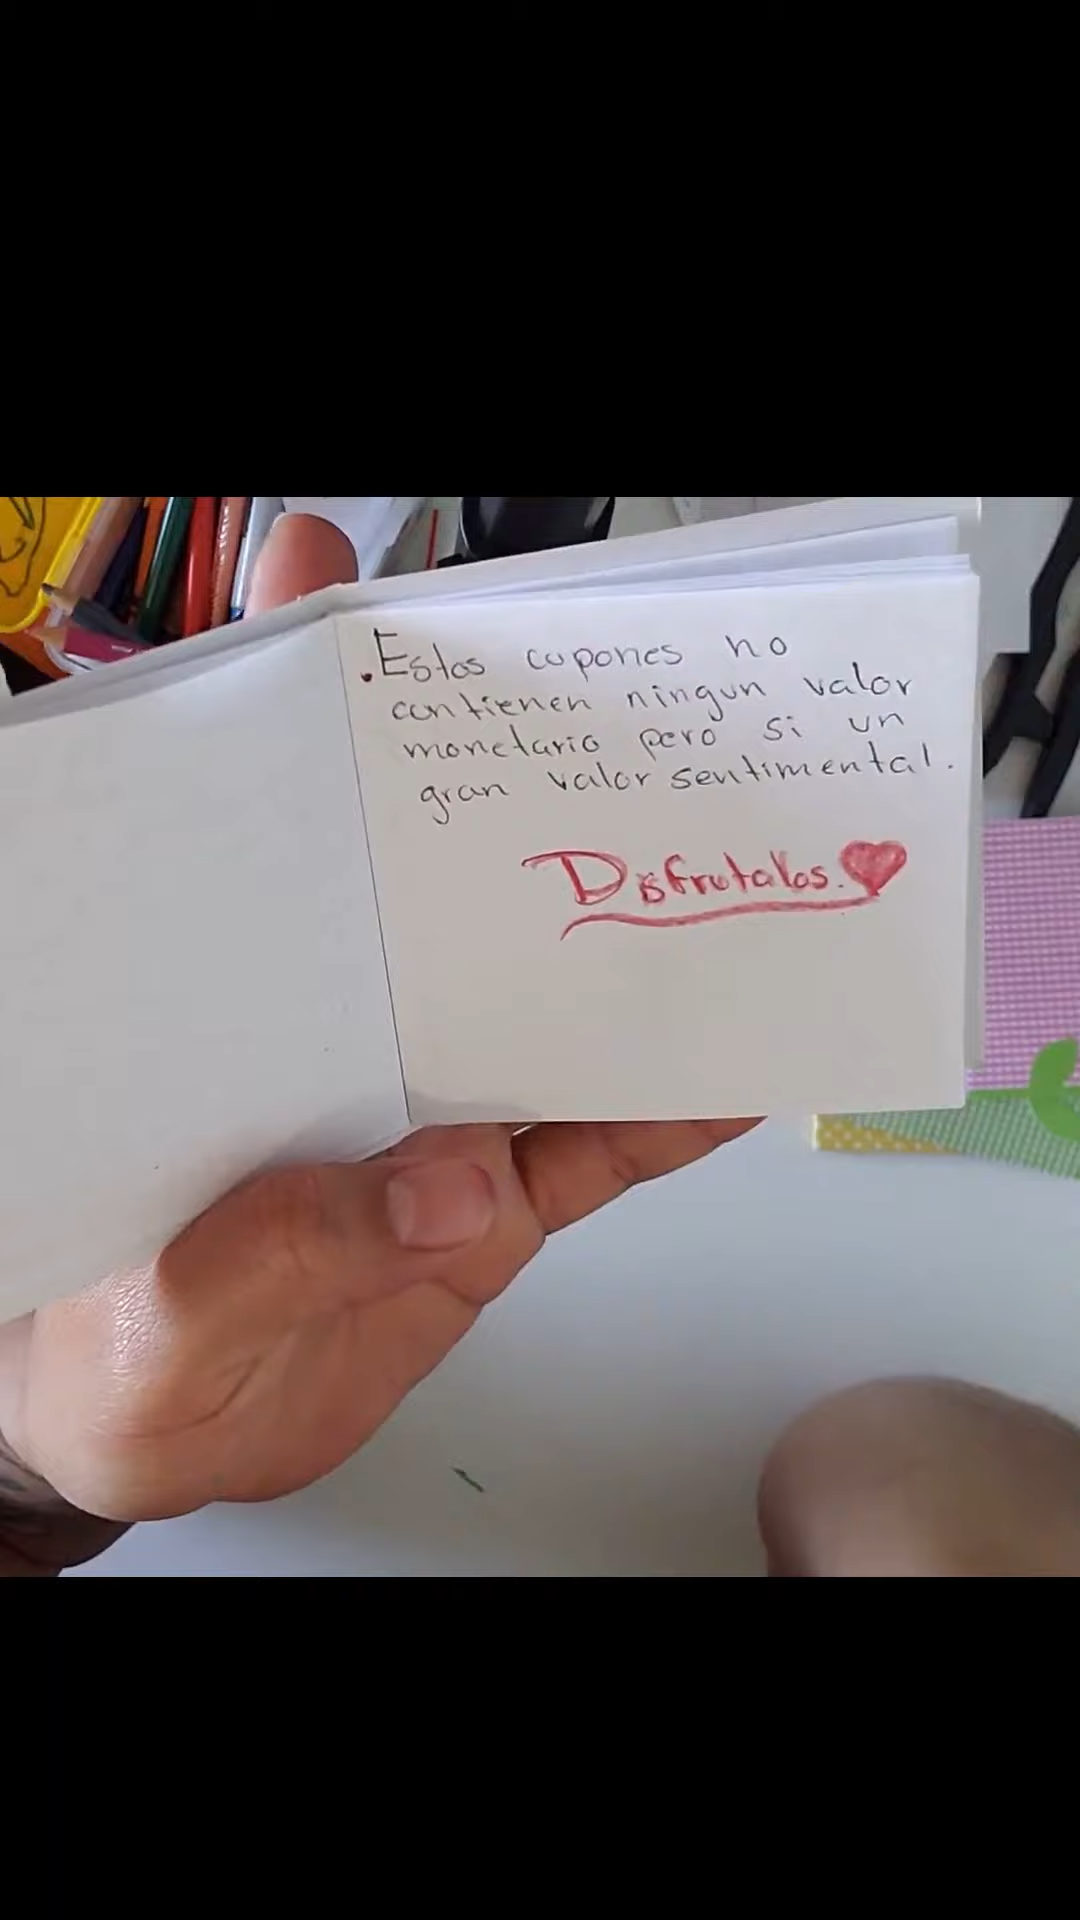 .Estos cupones no
contienen ningun valor
monetario pero si un
gran valor sentimental.
Disfrutalos.